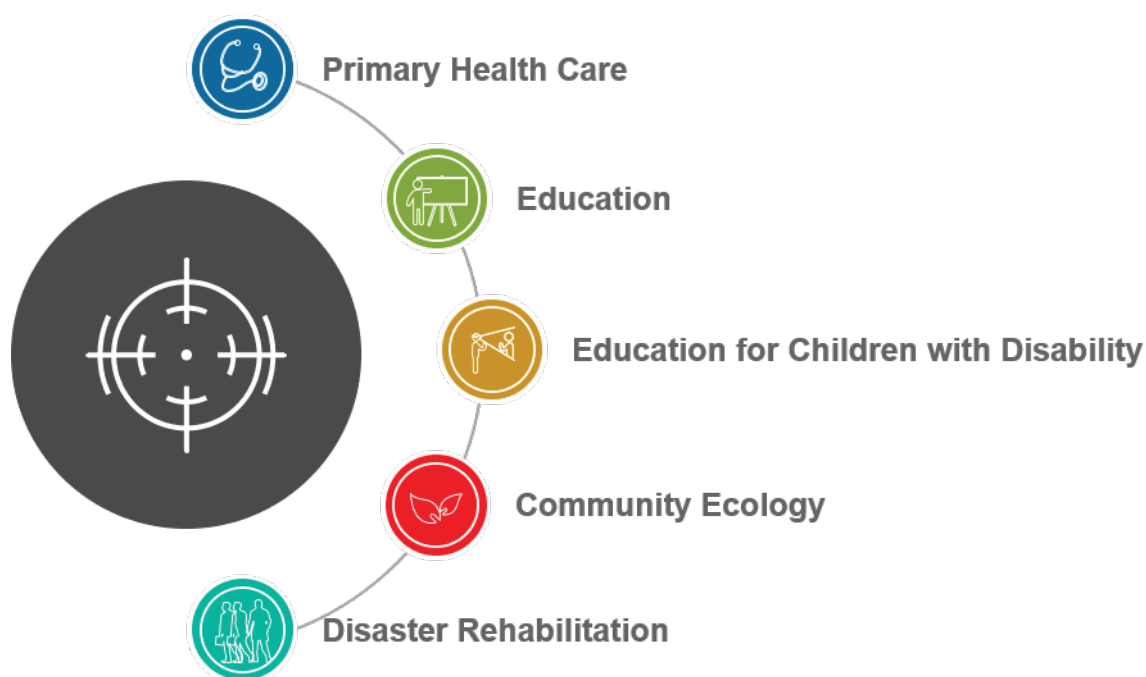 Primary Health Care
Education
Education for Children with Disability
Community Ecology
Disaster Rehabilitation